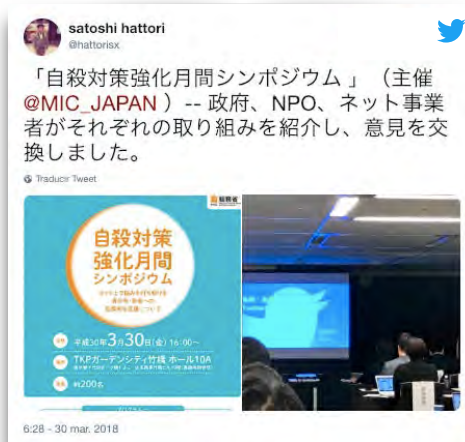 satoshi hattori
@hattorisx
「自殺対策強化月間シンポジウム 」 （主催
@MIC_JAPAN ）-- 政府、NPO、ネット事業
者がそれぞれの取り組みを紹介し、意見を交
換しました。
Traducir Tweet
総務省
自殺対策
強化月間
シンポジウム
平成30年3月30日(金) 16:00～
TKPガーデンシティ竹橋 ホール10A
約200名
6:28 - 30 mar. 2018